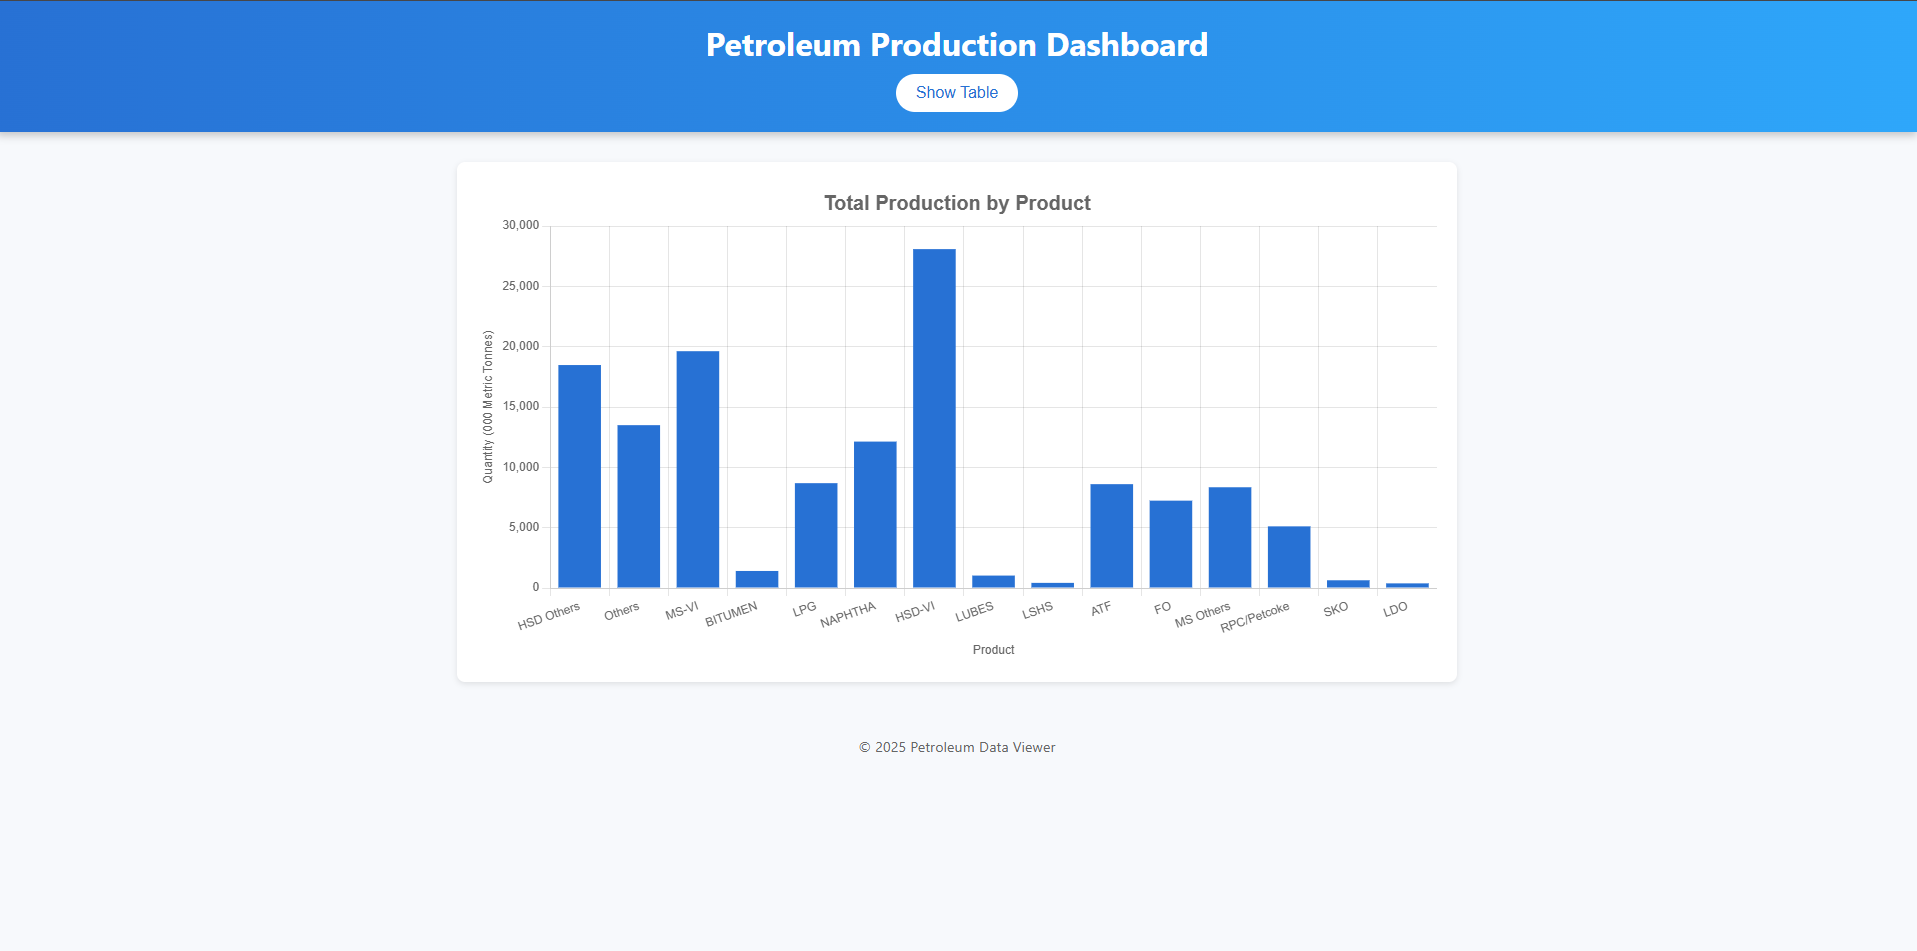 Petroleum Production Dashboard
Show Table
Total Production by Product
Quantity (000 Metric Tonnes)
30,000
25,000
20,000
15,000
10,000
5,000
0
HSD Others
Others
MS-VI
BITUMEN
LPG
NAPHTHA
HSD-VI
LUBES
LSHS
ATF
FO
MS Others
RPC/Petcoke
SKO
LDO
Product
© 2025 Petroleum Data Viewer